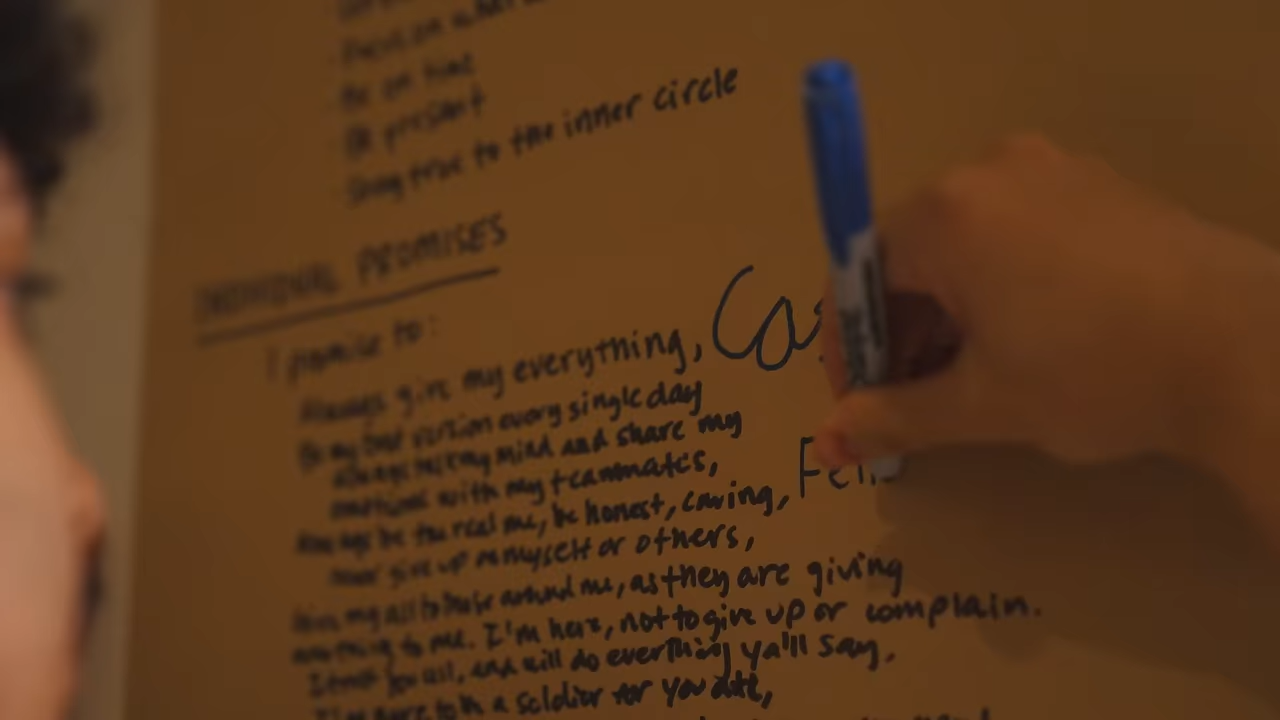 Be on time
Be present
Stay true to the inner circle
INDIVIDUAL PROMISES
I promise to:
Always give my everything, Cas
Be my best version every single day
always talk my mind and share my
emotions with my teammates,
Always be the real me, be honest, caring, Feli
never give up on myself or others,
Give my all to those around me, as they are giving
everything to me. I'm here, not to give up or complain.
I trust you all, and will do everything ya'll say,
I'm here to be a soldier for you all,